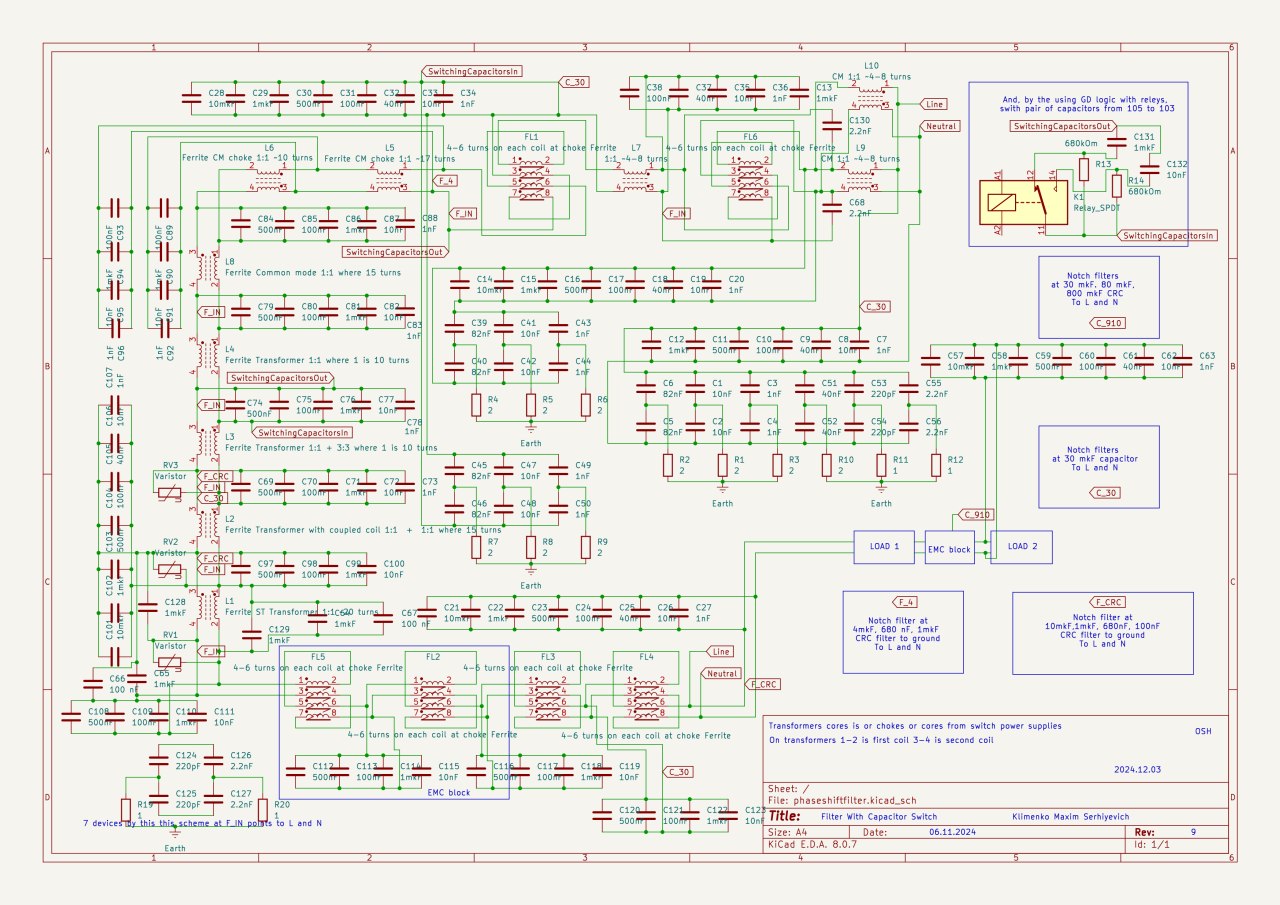 1 2 3 4 5 6
SwitchingCapacitorsIn
C_30
L10
CM 1:1 ~4-8 turns
C28 C29 C30 C31 C32 C33 C34
10mkF 1mkF 500nF 100nF 40nF 10nF 1nF
C38 C37 C35 C36 C13
100nF 40nF 10nF 1nF 1mkF
Line
Neutral
C130
2.2nF
And, by the using GD logic with releys,
swith pair of capacitors from 105 to 103
SwitchingCapacitorsOut
C131
1mkF
680kOm
R13
C132
10nF
R14
680kOm
K1
Relay_SPDT
A1 12 14
A2 11
SwitchingCapacitorsIn
A A
FL1
4-6 turns on each coil at choke Ferrite
FL6
4-6 turns on each coil at choke Ferrite
L6
Ferrite CM choke 1:1 ~10 turns
L5
Ferrite CM choke 1:1 ~17 turns
L7
1:1 ~4-8 turns
L9
CM 1:1 ~4-8 turns
F_4
F_IN
F_IN
C68
2.2nF
C93 C89
100nF
C84 C85 C86 C87 C88
500nF 100nF 1mkF 10nF 1nF
SwitchingCapacitorsOut
L8
Ferrite Common mode 1:1 where 15 turns
C94 C90
1mkF 1mkF
C95 C91
10nF 10nF
C96 C92
1nF 1nF
F_IN
C79 C80 C81 C82 C83
500nF 100nF 1mkF 10nF 1nF
L4
Ferrite Transformer 1:1 where 1 is 10 turns
C14 C15 C16 C17 C18 C19 C20
10mkF 1mkF 500nF 100nF 40nF 10nF 1nF
C39 C41 C43
82nF 10nF 1nF
C40 C42 C44
82nF 10nF 1nF
R4 R5 R6
2 2 2
Earth
C_30
C12 C11 C10 C9 C8 C7
1mkF 500nF 100nF 40nF 10nF 1nF
C6 C1 C3 C51 C53 C55
82nF 10nF 1nF 40nF 220pF 2.2nF
C5 C2 C4 C52 C54 C56
82nF 10nF 1nF 40nF 220pF 2.2nF
R2 R1 R3 R10 R11 R12
2 2 2 2 1 1
Earth Earth
Notch filters
at 30 mkF, 80 mkF,
800 mkF CRC
To L and N
C_910
C57 C58 C59 C60 C61 C62 C63
10mkF 1mkF 500nF 100nF 40nF 10nF 1nF
B B
SwitchingCapacitorsOut
C107
1nF
C106
10nF
F_IN
C74 C75 C76 C77 C78
500nF 100nF 1mkF 10nF 1nF
SwitchingCapacitorsIn
L3
Ferrite Transformer 1:1 + 3:3 where 1 is 10 turns
C105
40nF
RV3
Varistor
F_CRC
F_IN
C_30
C69 C70 C71 C72 C73
500nF 100nF 1mkF 10nF 1nF
C104
100nF
L2
Ferrite Transformer with coupled coil 1:1 + 1:1 where 15 turns
C103
500nF
C45 C47 C49
82nF 10nF 1nF
C46 C48 C50
82nF 10nF 1nF
R7 R8 R9
2 2 2
Earth
Notch filters
at 30 mkF capacitor
To L and N
C_30
C_910
LOAD 1
EMC block
LOAD 2
C C
RV2
Varistor
F_CRC
F_IN
C97 C98 C99 C100
500nF 100nF 1mkF 10nF
C102
1mkF
L1
Ferrite ST Transformer 1:1 ~20 turns
C128
1mkF
C64
1mkF
C67
100 nF
C129
1mkF
C101
10mkF
RV1
Varistor
F_IN
C66
100 nF
C65
1mkF
C21 C22 C23 C24 C25 C26 C27
10mkF 1mkF 500nF 100nF 40nF 10nF 1nF
F_4
Notch filter at
4mkF, 680 nF, 1mkF
CRC filter to ground
To L and N
F_CRC
Notch filter at
10mkF,1mkF, 680nF, 100nF
CRC filter to ground
To L and N
FL5 FL2 FL3 FL4
4-6 turns on each coil at choke Ferrite
4-6 turns on each coil at choke Ferrite
Line
Neutral
F_CRC
4-6 turns on each coil at choke Ferrite
4-6 turns on each coil at choke Ferrite
C108 C109 C110 C111
500nF 100nF 1mkF 10nF
C124 C126
220pF 2.2nF
C125 C127
220pF 2.2nF
R19 R20
1 1
7 devices by this this scheme at F_IN points to L and N
Earth
C112 C113 C114 C115
500nF 100nF 1mkF 10nF
EMC block
C116 C117 C118 C119
500nF 100nF 1mkF 10nF
C_30
C120 C121 C122 C123
500nF 100nF 1mkF 10nF
D D
Transformers cores is or chokes or cores from switch power supplies
OSH
On transformers 1-2 is first coil 3-4 is second coil
2024.12.03
Sheet: /
File: phaseshiftfilter.kicad_sch
Title: Filter With Capacitor Switch Klimenko Maxim Serhiyevich
Size: A4 Date: 06.11.2024 Rev: 9
KiCad E.D.A. 8.0.7 Id: 1/1
1 2 3 4 5 6